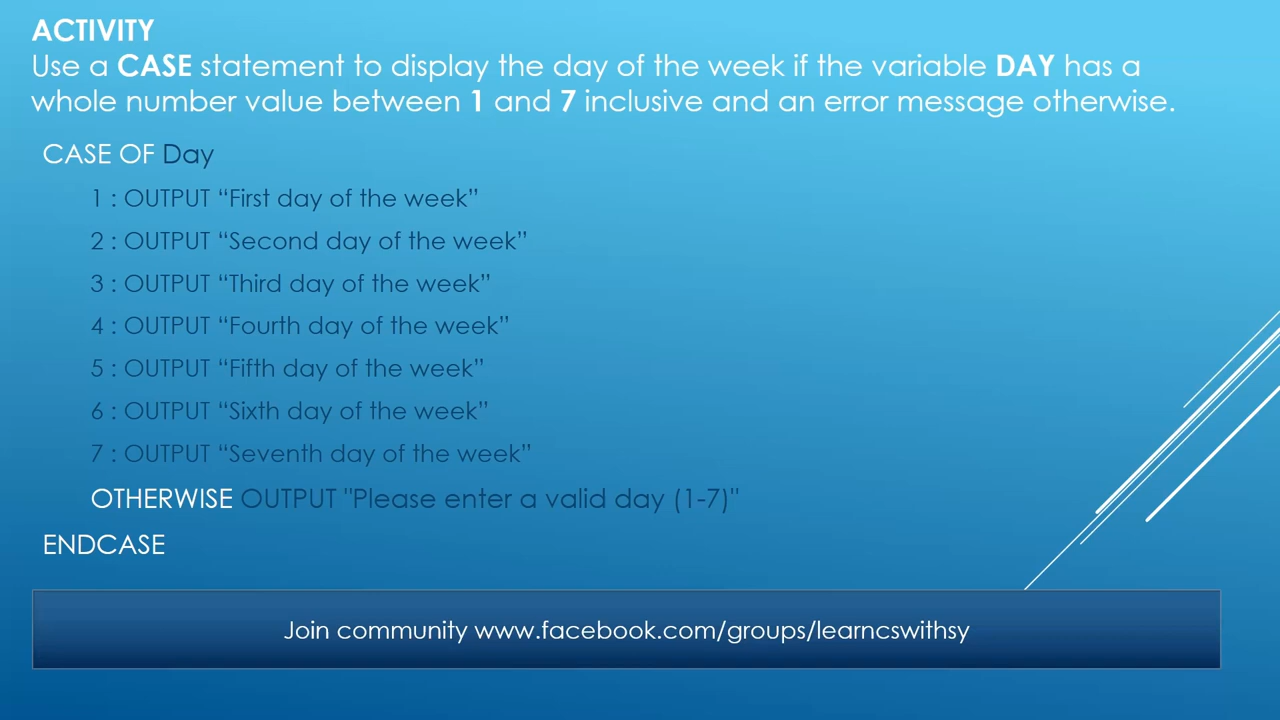 ACTIVITY
Use a CASE statement to display the day of the week if the variable DAY has a
whole number value between 1 and 7 inclusive and an error message otherwise.
CASE OF Day
1 : OUTPUT “First day of the week”
2 : OUTPUT “Second day of the week”
3 : OUTPUT “Third day of the week”
4 : OUTPUT “Fourth day of the week”
5 : OUTPUT “Fifth day of the week”
6 : OUTPUT “Sixth day of the week”
7 : OUTPUT “Seventh day of the week”
OTHERWISE OUTPUT "Please enter a valid day (1-7)"
ENDCASE
Join community www.facebook.com/groups/learncswithsy